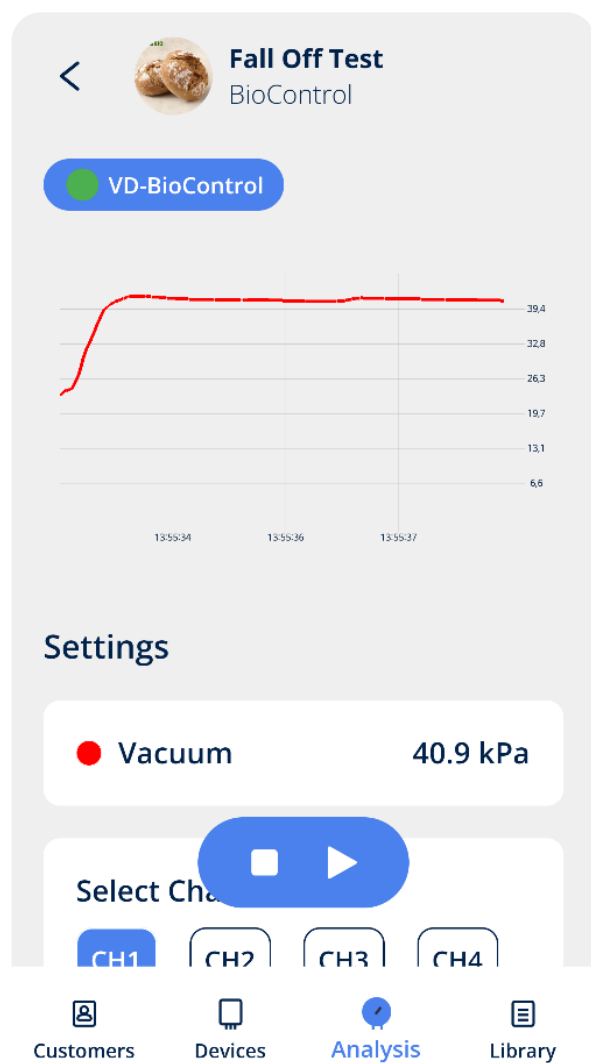 Fall Off Test
BioControl
VD-BioControl
39,4
32,8
26,3
19,7
13,1
6,6
13:55:34
13:55:36
13:55:37
Settings
Vacuum 40.9 kPa
Select Cha
CH1 CH2 CH3 CH4
Customers Devices Analysis Library